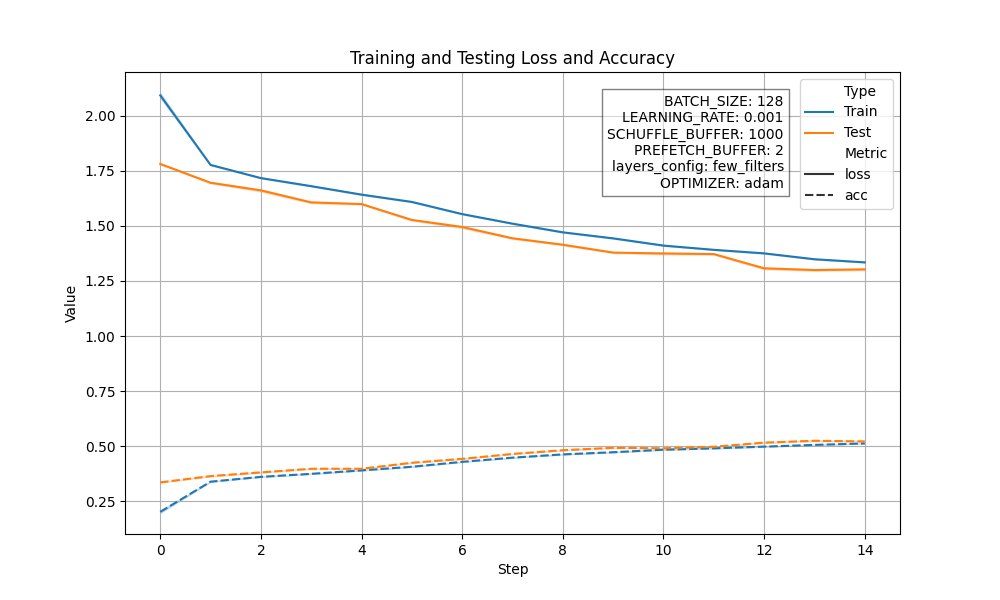 Training and Testing Loss and Accuracy
BATCH_SIZE: 128
LEARNING_RATE: 0.001
SCHUFFLE_BUFFER: 1000
PREFETCH_BUFFER: 2
layers_config: few_filters
OPTIMIZER: adam
Type
Train
Test
Metric
loss
acc
Value
2.00
1.75
1.50
1.25
1.00
0.75
0.50
0.25
0 2 4 6 8 10 12 14
Step